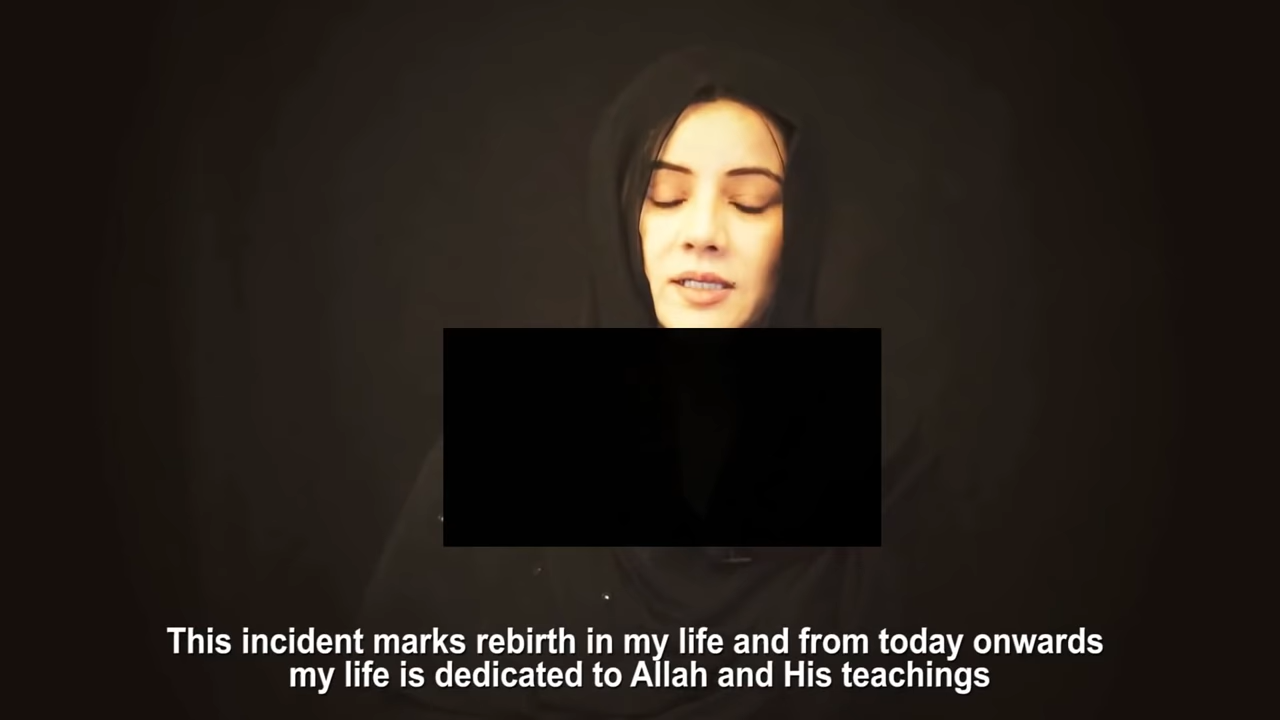 This incident marks rebirth in my life and from today onwards
my life is dedicated to Allah and His teachings